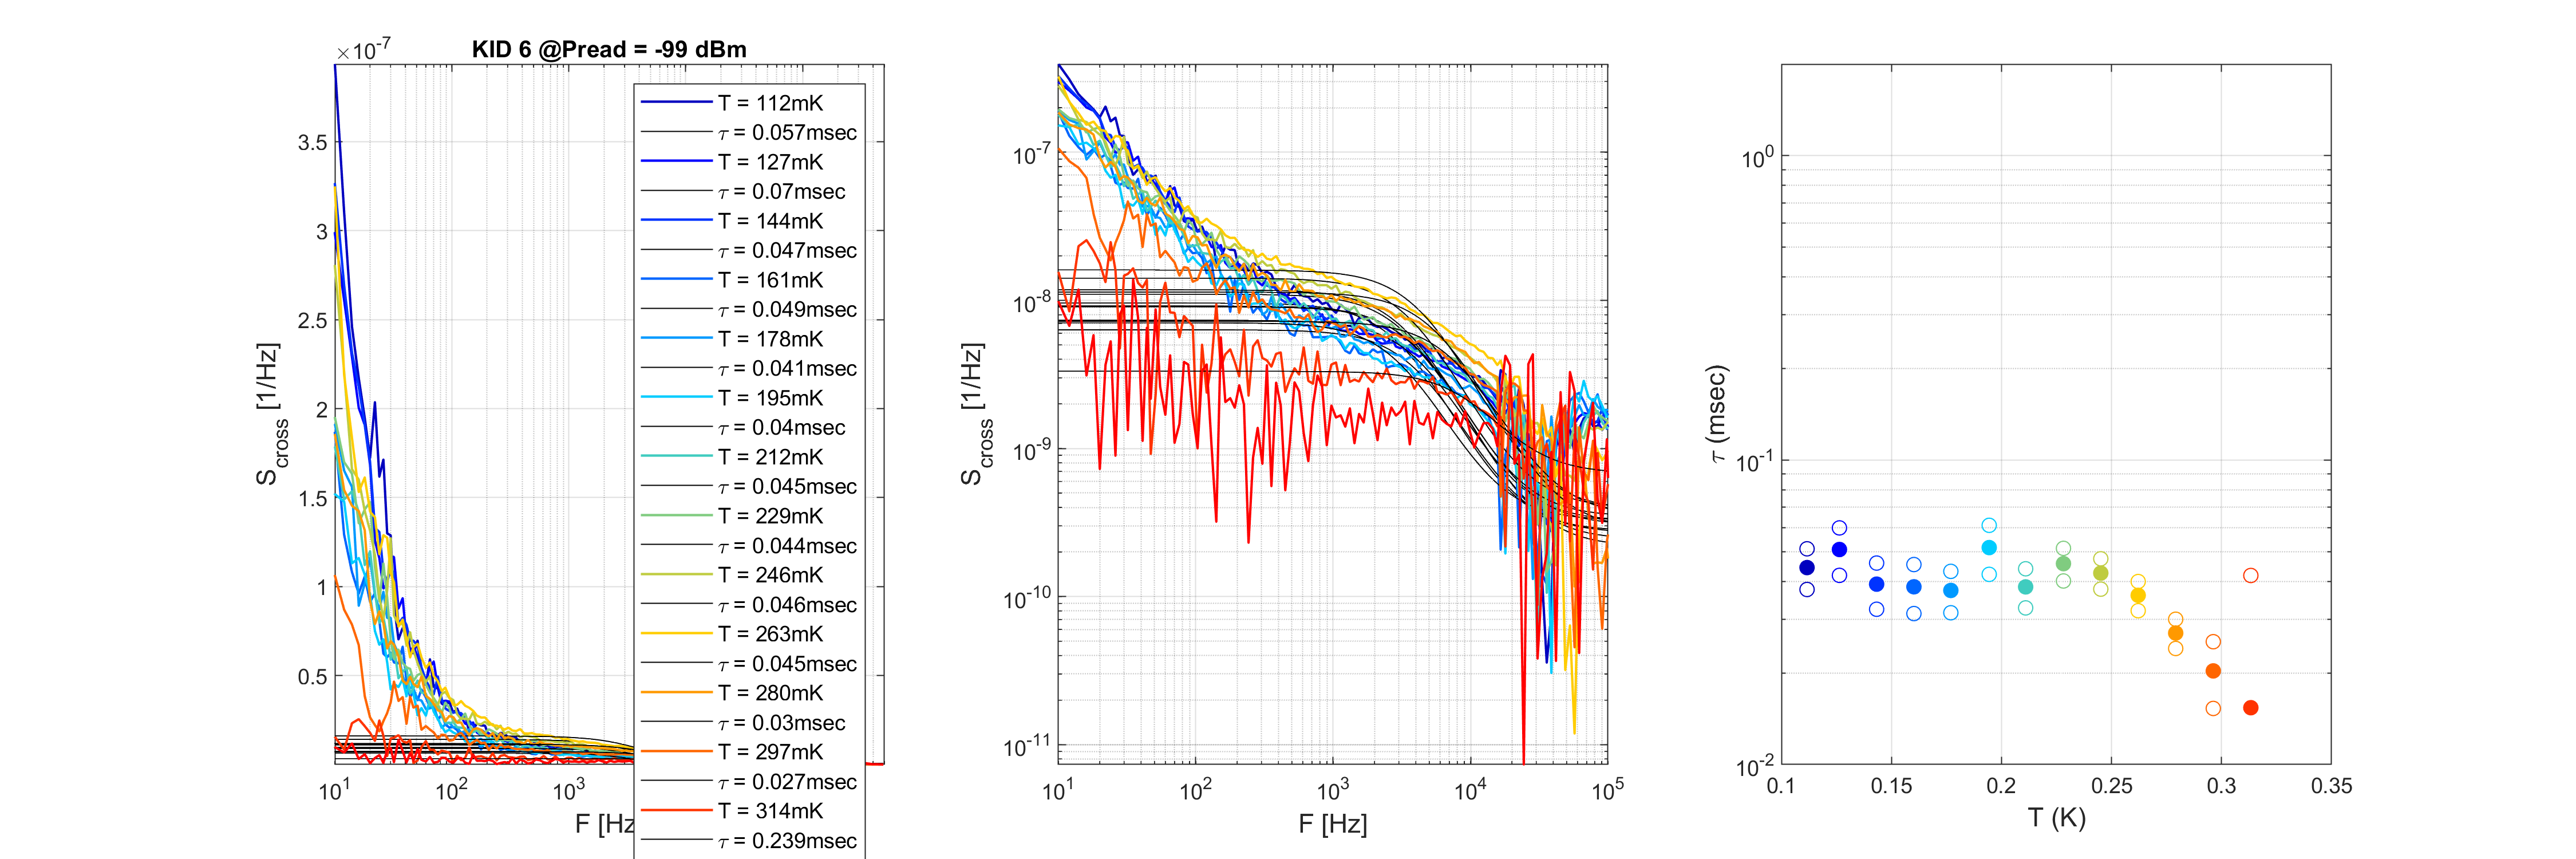 ×10-7
KID 6 @Pread = -99 dBm
3.5
3
2.5
2
1.5
1
0.5
Scross [1/Hz]
101
102
103
F [Hz
T = 112mK
τ = 0.057msec
T = 127mK
τ = 0.07msec
T = 144mK
τ = 0.047msec
T = 161mK
τ = 0.049msec
T = 178mK
τ = 0.041msec
T = 195mK
τ = 0.04msec
T = 212mK
τ = 0.045msec
T = 229mK
τ = 0.044msec
T = 246mK
τ = 0.046msec
T = 263mK
τ = 0.045msec
T = 280mK
τ = 0.03msec
T = 297mK
τ = 0.027msec
T = 314mK
τ = 0.239msec
10-7
10-8
10-9
10-10
10-11
Scross [1/Hz]
101
102
103
104
105
F [Hz]
100
10-1
10-2
τ (msec)
0.1
0.15
0.2
0.25
0.3
0.35
T (K)